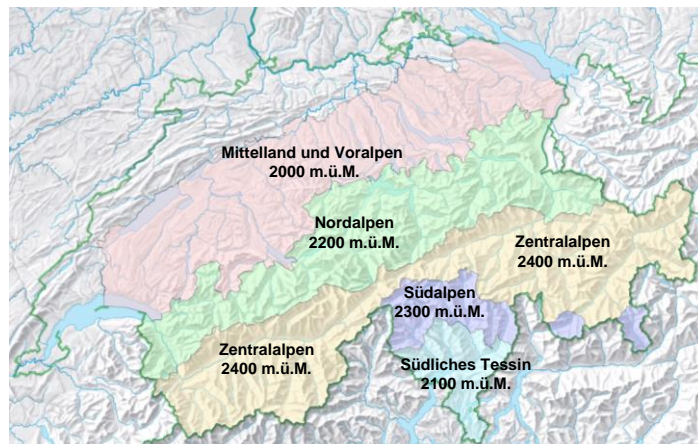 Mittelland und Voralpen
2000 m.ü.M.
Nordalpen
2200 m.ü.M.
Zentralalpen
2400 m.ü.M.
Südalpen
2300 m.ü.M.
Zentralalpen
2400 m.ü.M.
Südliches Tessin
2100 m.ü.M.